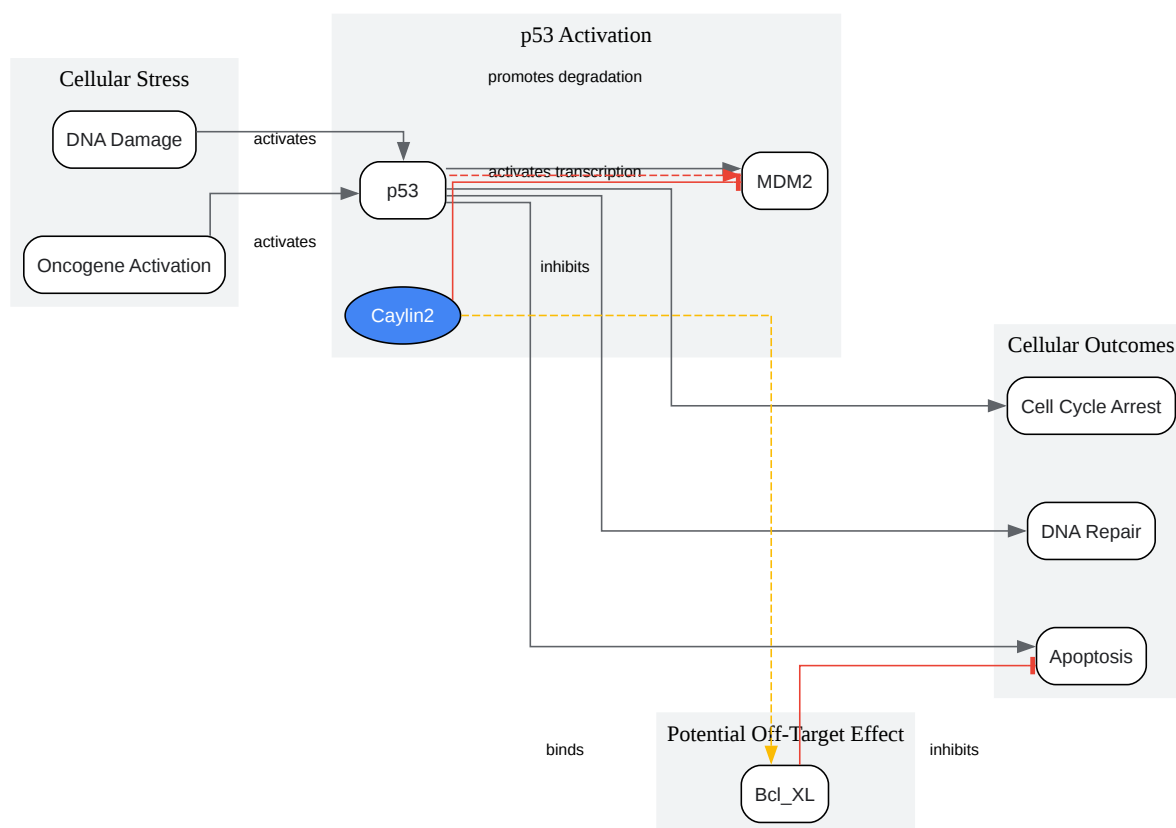 p53 Activation
promotes degradation
Cellular Stress
DNA Damage
activates
activates transcription
p53
MDM2
Oncogene Activation
activates
inhibits
Caylin2
Cellular Outcomes
Cell Cycle Arrest
DNA Repair
Apoptosis
Potential Off-Target Effect
binds
inhibits
Bcl_XL